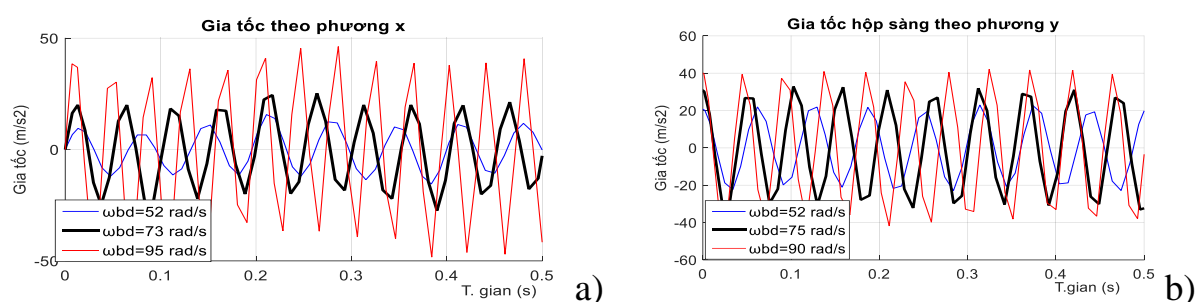 Gia tốc theo phương x
50
0
-50
Gia tốc (m/s2)
ωbd=52 rad/s
ωbd=73 rad/s
ωbd=95 rad/s
0 0.1 0.2 0.3 0.4 0.5
T. gian (s)
a)
Gia tốc hộp sàng theo phương y
60
40
20
0
-20
-40
-60
Gia tốc (m/s2)
ωbd=52 rad/s
ωbd=75 rad/s
ωbd=90 rad/s
0 0.1 0.2 0.3 0.4 0.5
T.gian (s)
b)